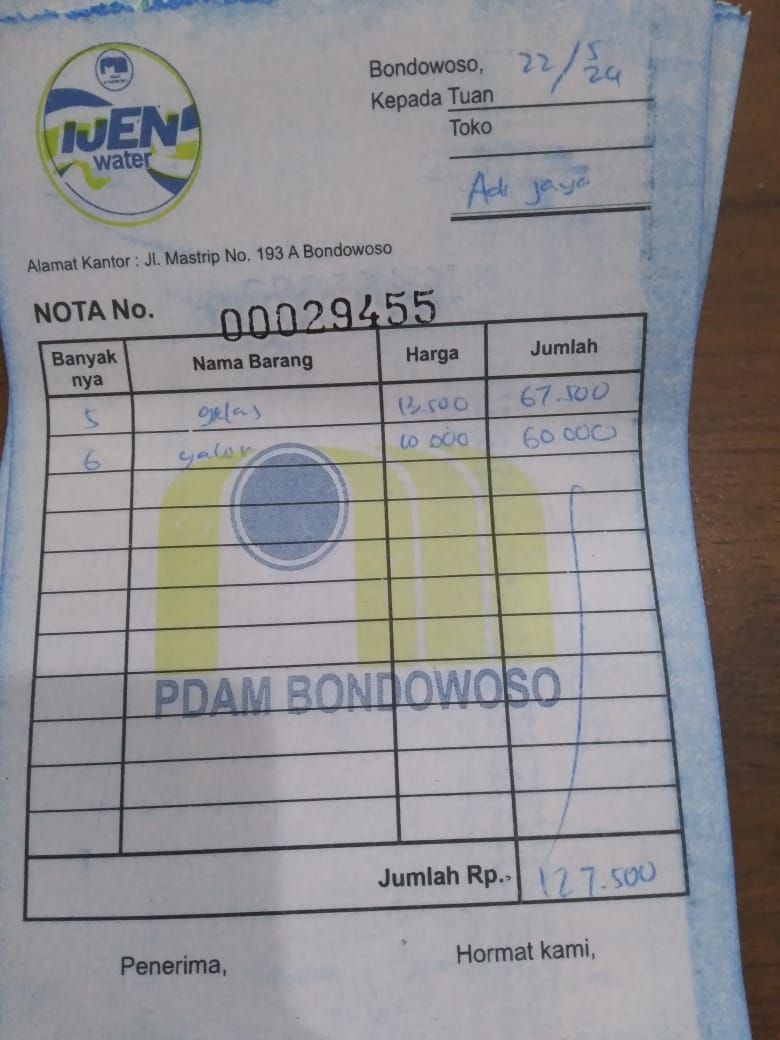 IJEN
water
Bondowoso, 22/5/24
Kepada Tuan
Toko
Adi jaya
Alamat Kantor : Jl. Mastrip No. 193 A Bondowoso
NOTA No. 00029455
Banyak nya Nama Barang Harga Jumlah
5 gelas 13.500 67.500
6 galon 10 000 60 000
PDAM BONDOWOSO
Jumlah Rp. 127.500
Penerima, Hormat kami,